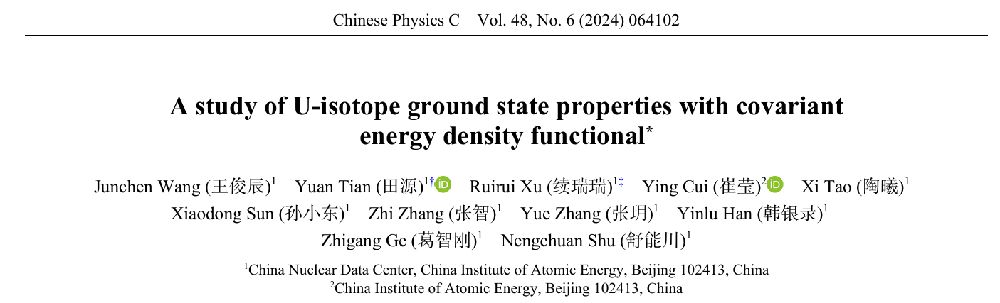 Chinese Physics C Vol. 48, No. 6 (2024) 064102
A study of U-isotope ground state properties with covariant
energy density functional*
Junchen Wang (王俊辰)1 Yuan Tian (田源)1† iD Ruirui Xu (续瑞瑞)1‡ Ying Cui (崔莹)2 iD Xi Tao (陶曦)1
Xiaodong Sun (孙小东)1 Zhi Zhang (张智)1 Yue Zhang (张玥)1 Yinlu Han (韩银录)1
Zhigang Ge (葛智刚)1 Nengchuan Shu (舒能川)1
1China Nuclear Data Center, China Institute of Atomic Energy, Beijing 102413, China
2China Institute of Atomic Energy, Beijing 102413, China